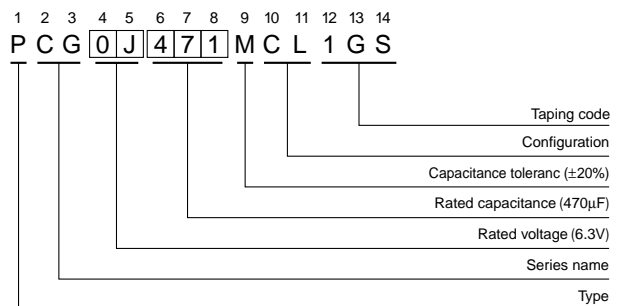 1 2 3 4 5 6 7 8 9 10 11 12 13 14
P C G 0 J 4 7 1 M C L 1 G S
Taping code
Configuration
Capacitance toleranc (±20%)
Rated capacitance (470µF)
Rated voltage (6.3V)
Series name
Type